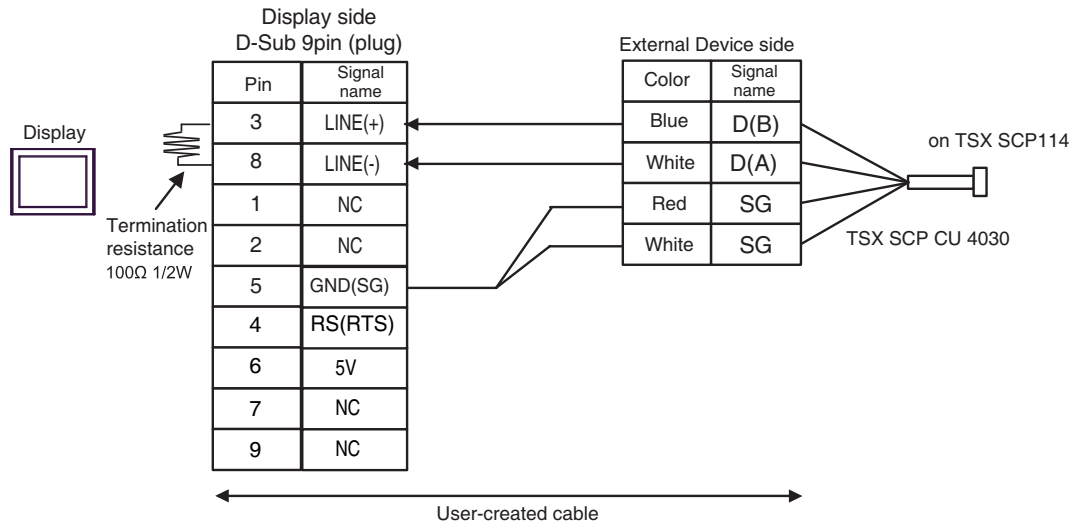 Display side
D-Sub 9pin (plug)
External Device side
Pin
Signal
name
Color
Signal
name
3 LINE(+)
8 LINE(-)
1 NC
2 NC
5 GND(SG)
4 RS(RTS)
6 5V
7 NC
9 NC
Blue D(B)
White D(A)
Red SG
White SG
Display
Termination
resistance
100Ω 1/2W
on TSX SCP114
TSX SCP CU 4030
User-created cable